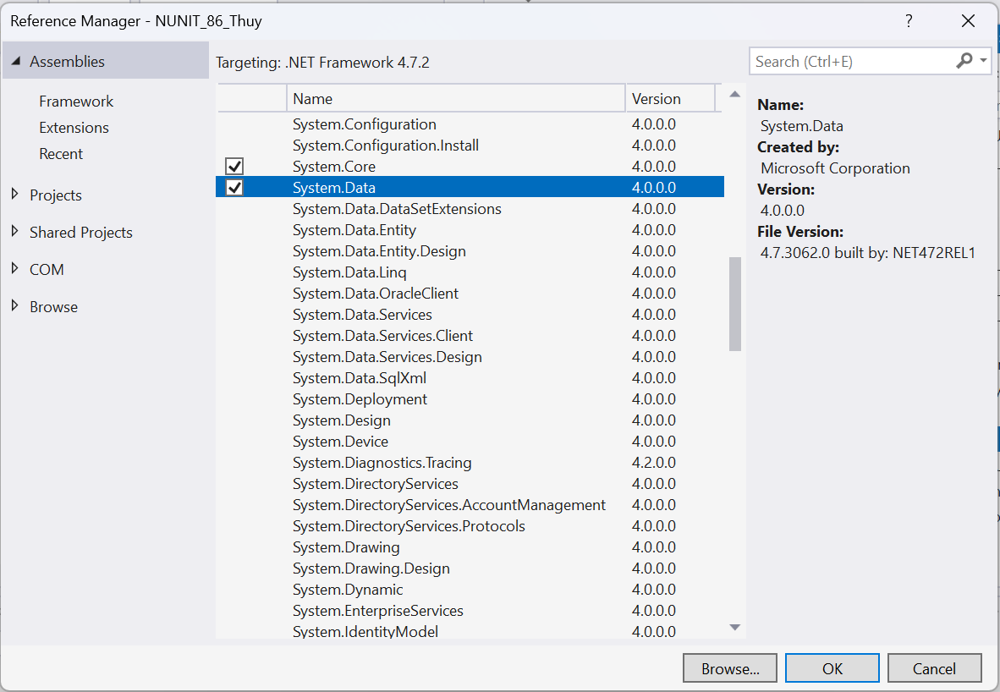 Reference Manager - NUNIT_86_Thuy
?
Assemblies
Framework
Extensions
Recent
Projects
Shared Projects
COM
Browse
Targeting: .NET Framework 4.7.2
Search (Ctrl+E)
Name Version
System.Configuration 4.0.0.0
System.Configuration.Install 4.0.0.0
System.Core 4.0.0.0
System.Data 4.0.0.0
System.Data.DataSetExtensions 4.0.0.0
System.Data.Entity 4.0.0.0
System.Data.Entity.Design 4.0.0.0
System.Data.Linq 4.0.0.0
System.Data.OracleClient 4.0.0.0
System.Data.Services 4.0.0.0
System.Data.Services.Client 4.0.0.0
System.Data.Services.Design 4.0.0.0
System.Data.SqlXml 4.0.0.0
System.Deployment 4.0.0.0
System.Design 4.0.0.0
System.Device 4.0.0.0
System.Diagnostics.Tracing 4.2.0.0
System.DirectoryServices 4.0.0.0
System.DirectoryServices.AccountManagement 4.0.0.0
System.DirectoryServices.Protocols 4.0.0.0
System.Drawing 4.0.0.0
System.Drawing.Design 4.0.0.0
System.Dynamic 4.0.0.0
System.EnterpriseServices 4.0.0.0
System.IdentityModel 4.0.0.0
Name:
System.Data
Created by:
Microsoft Corporation
Version:
4.0.0.0
File Version:
4.7.3062.0 built by: NET472REL1
Browse... OK Cancel